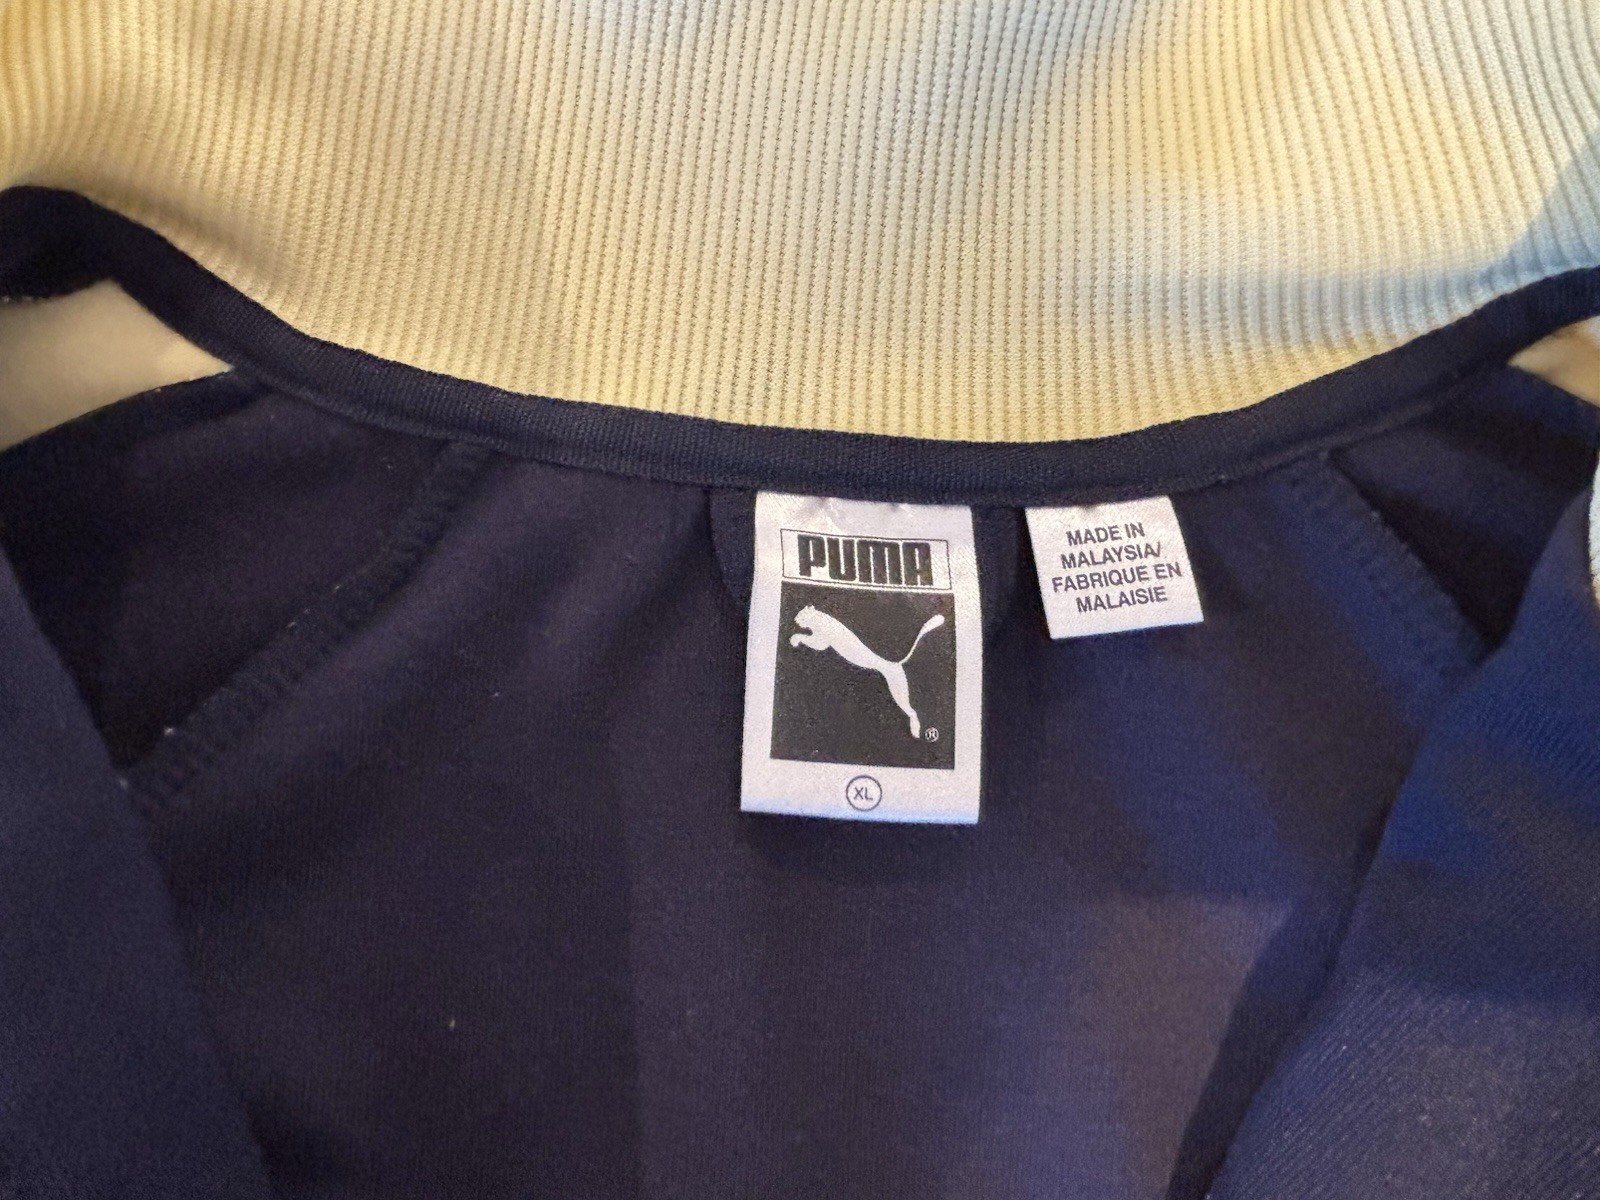 PUMA
®
XL
MADE IN
MALAYSIA/
FABRIQUE EN
MALAISIE